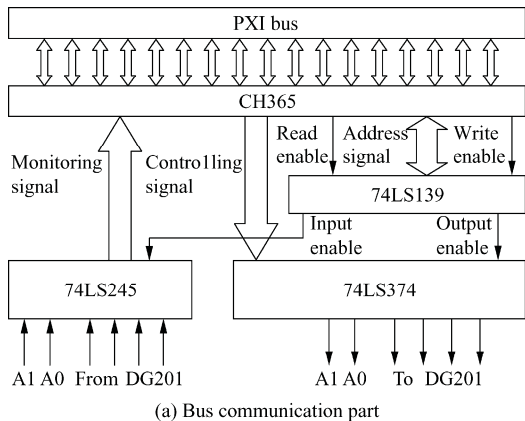 PXI bus
CH365
Read enable
Address signal
Write enable
Monitoring signal
Contro1ling signal
74LS139
Input enable
Output enable
74LS245
74LS374
A1 A0 From DG201
A1 A0 To DG201
(a) Bus communication part